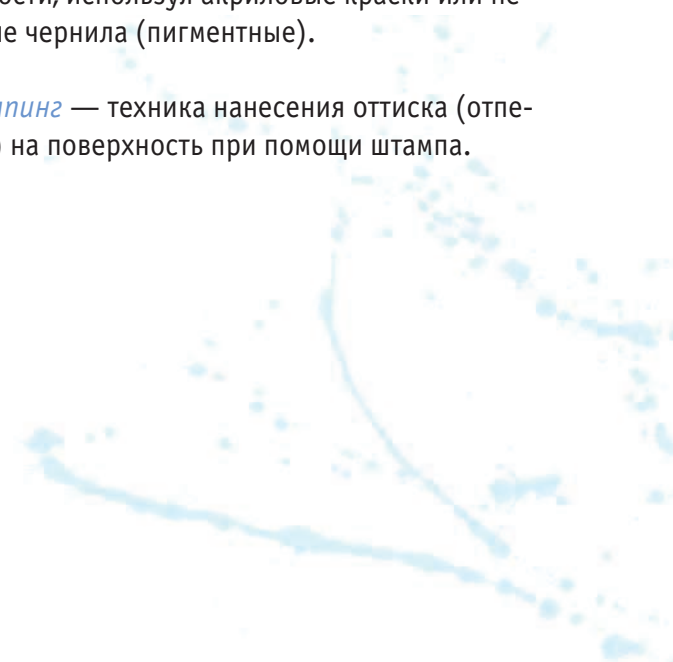 ости, используя акриловые краски или не-
ые чернила (пигментные).
пинг — техника нанесения оттиска (отпе-
) на поверхность при помощи штампа.